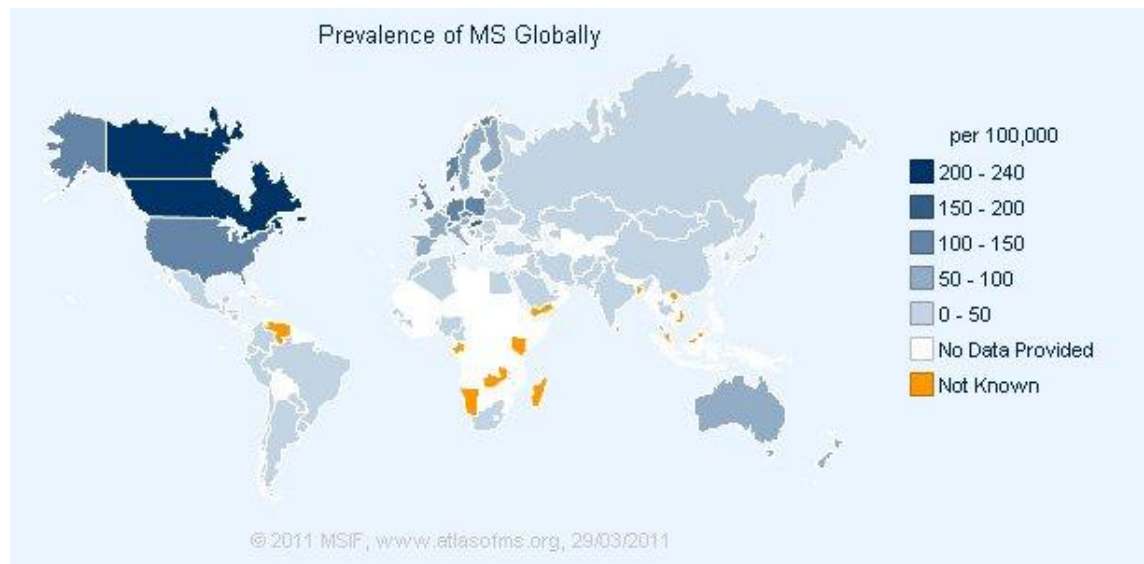 Prevalence of MS Globally
per 100,000
200 - 240
150 - 200
100 - 150
50 - 100
0 - 50
No Data Provided
Not Known
© 2011 MSIF, www.atlasofms.org, 29/03/2011